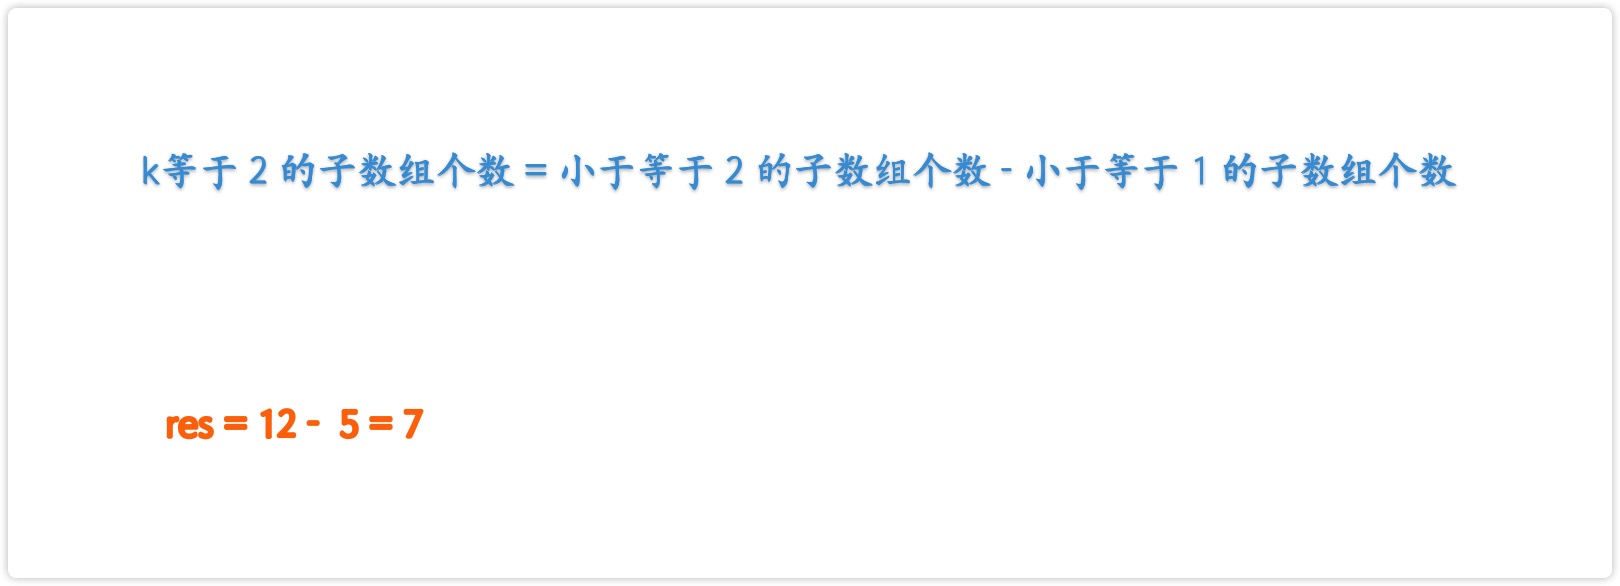 k等于 2 的子数组个数 = 小于等于 2 的子数组个数 - 小于等于 1 的子数组个数
res = 12 - 5 = 7